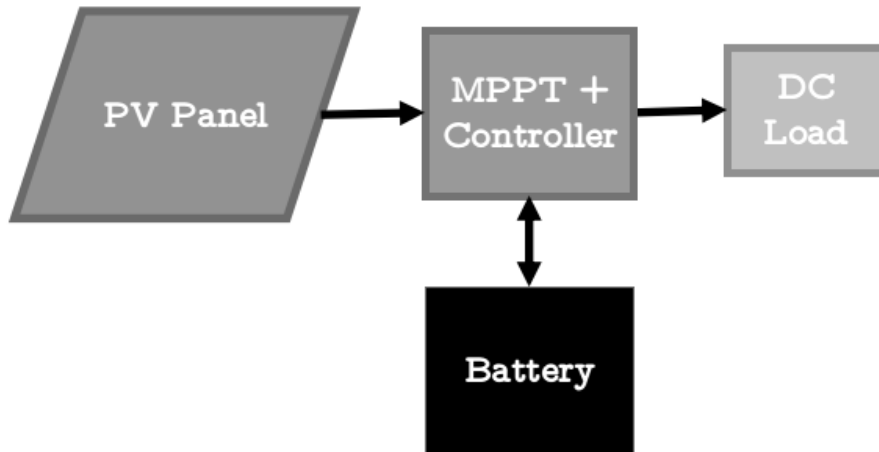 PV Panel
MPPT +
Controller
DC
Load
Battery